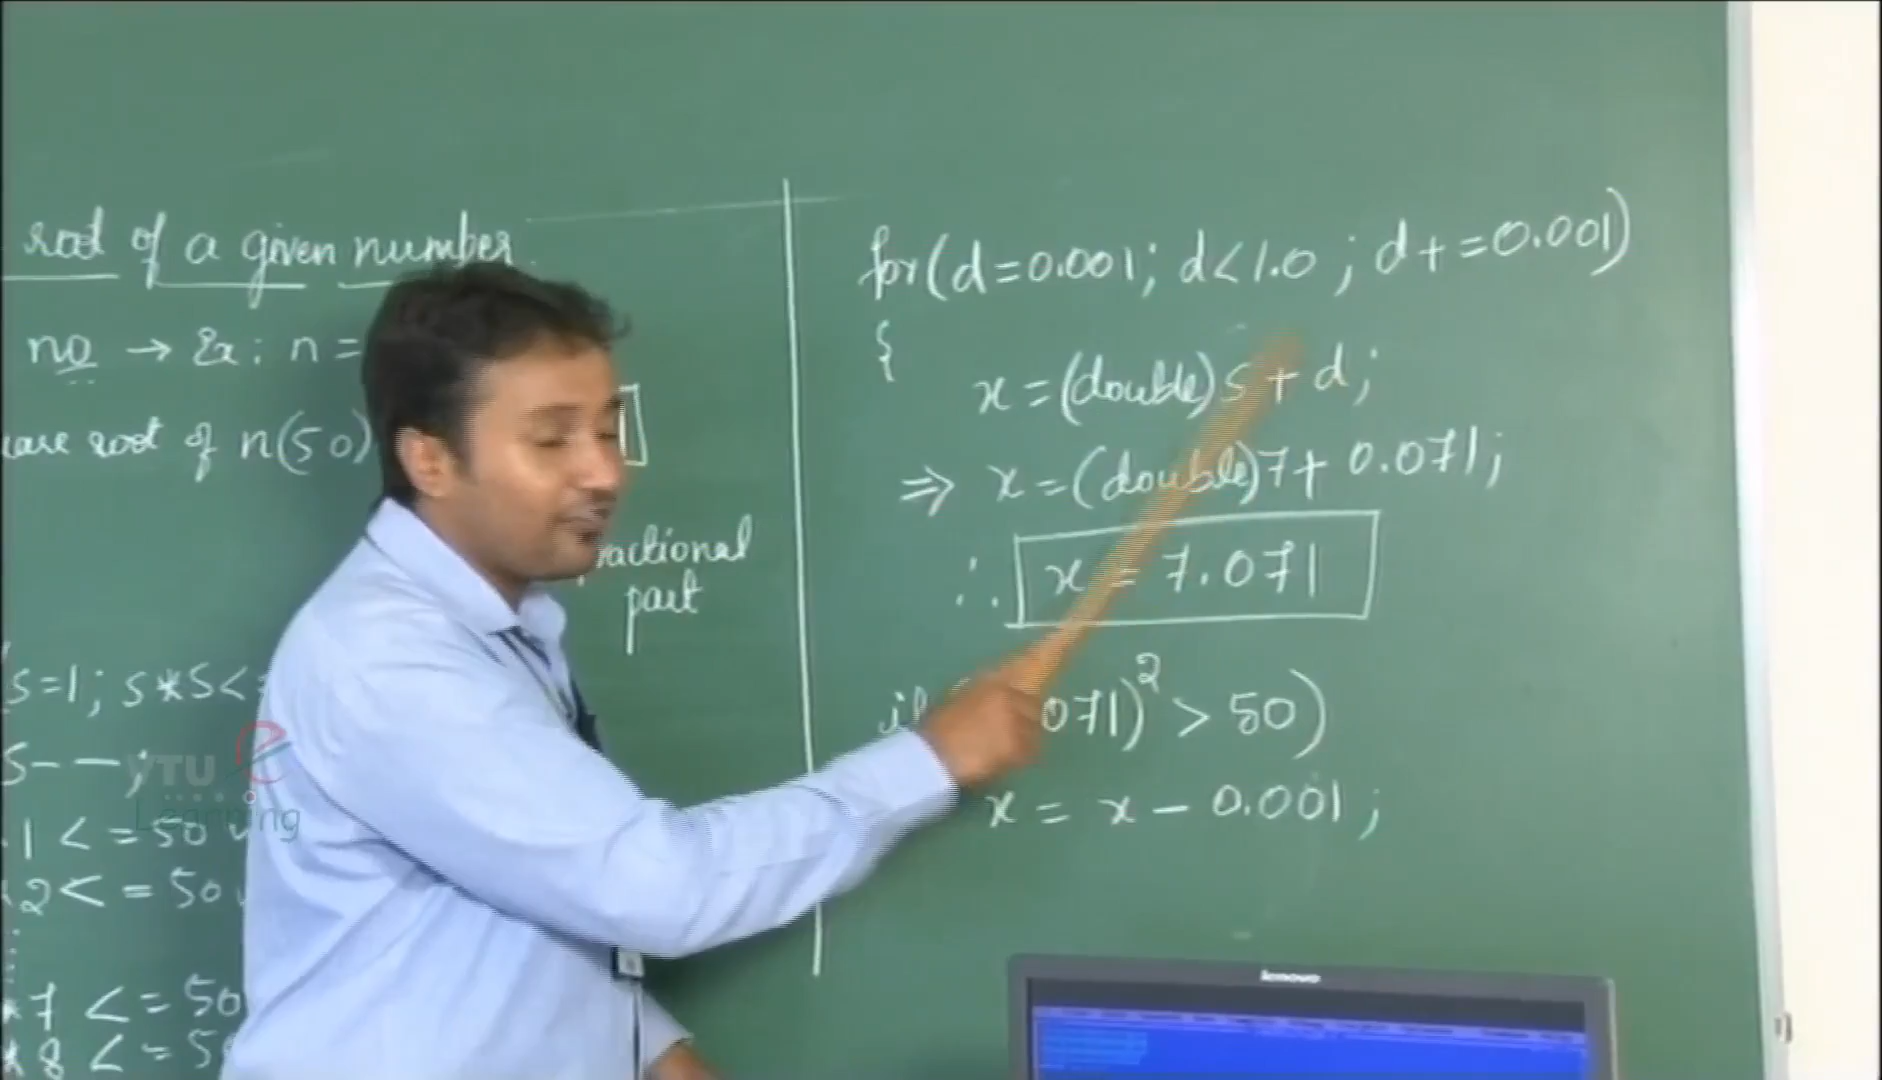 root of a given number
no → Ex: n =
root of n(50)
part
s=1; s*s<=
s--;
1 <= 50
2 <= 50
*7 <= 50
*8 <= 5
for(d=0.001; d<1.0; d+=0.001)
{
x=(double)s+d;
⇒ x=(double)7+0.071;
∴ x = 7.071
071)² > 50)
x = x - 0.001;
VTU e
Learning
lenovo